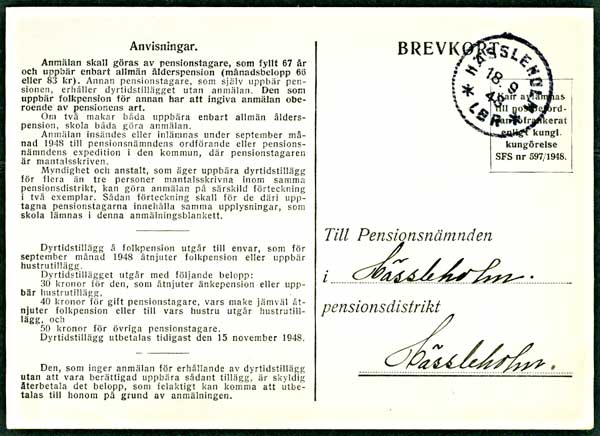 Anvisningar.
Anmälan skall göras av pensionstagare, som fyllt 67 år
och uppbär enbart allmän ålderspension (månadsbelopp 66
eller 83 kr). Annan pensionstagare, som själv uppbär pen-
sionen, erhåller dyrtidstillägget utan anmälan. Den som
uppbär folkpension för annan har att ingiva anmälan obe-
roende av pensionens art.
Om två makar båda uppbära enbart allmän ålders-
pension, skola båda göra anmälan.
Anmälan insändes eller inlämnas under september må-
nad 1948 till pensionsnämndens ordförande eller pensions-
nämndens expedition i den kommun, där pensionstagaren
är mantalsskriven.
Myndighet och anstalt, som äger uppbära dyrtidstillägg
för flera än tre personer mantalsskrivna inom samma
pensionsdistrikt, kan göra anmälan på särskild förteckning
i två exemplar. Sådan förteckning skall för de däri upp-
tagna pensionstagarna innehålla samma upplysningar, som
skola lämnas i denna anmälningsblankett.
Dyrtidstillägg å folkpension utgår till envar, som för
september månad 1948 åtnjuter folkpension eller uppbär
hustrutillägg.
Dyrtidstillägget utgår med följande belopp:
30 kronor för den, som åtnjuter änkepension eller upp-
bär hustrutillägg.
40 kronor för gift pensionstagare, vars make jämväl åt-
njuter folkpension eller till vars hustru utgår hustrutill-
lägg, och
50 kronor för övriga pensionstagare.
Dyrtidstillägg utbetalas tidigast den 15 november 1948.
Den, som inger anmälan för erhållande av dyrtidstillägg
utan att vara berättigad uppbära sådant tillägg, är skyldig
återbetala det belopp, som felaktigt kan komma att utbe-
talas till honom på grund av anmälningen.
BREVKORT
HÄSSLEHOLM
18. 9
48
LBR
får avlämnas
till postbeford-
ran ofrankerat
enligt kungl.
kungörelse
SFS nr 597/1948.
Till Pensionsnämnden
i Hässleholm.
pensionsdistrikt
Hässleholm.